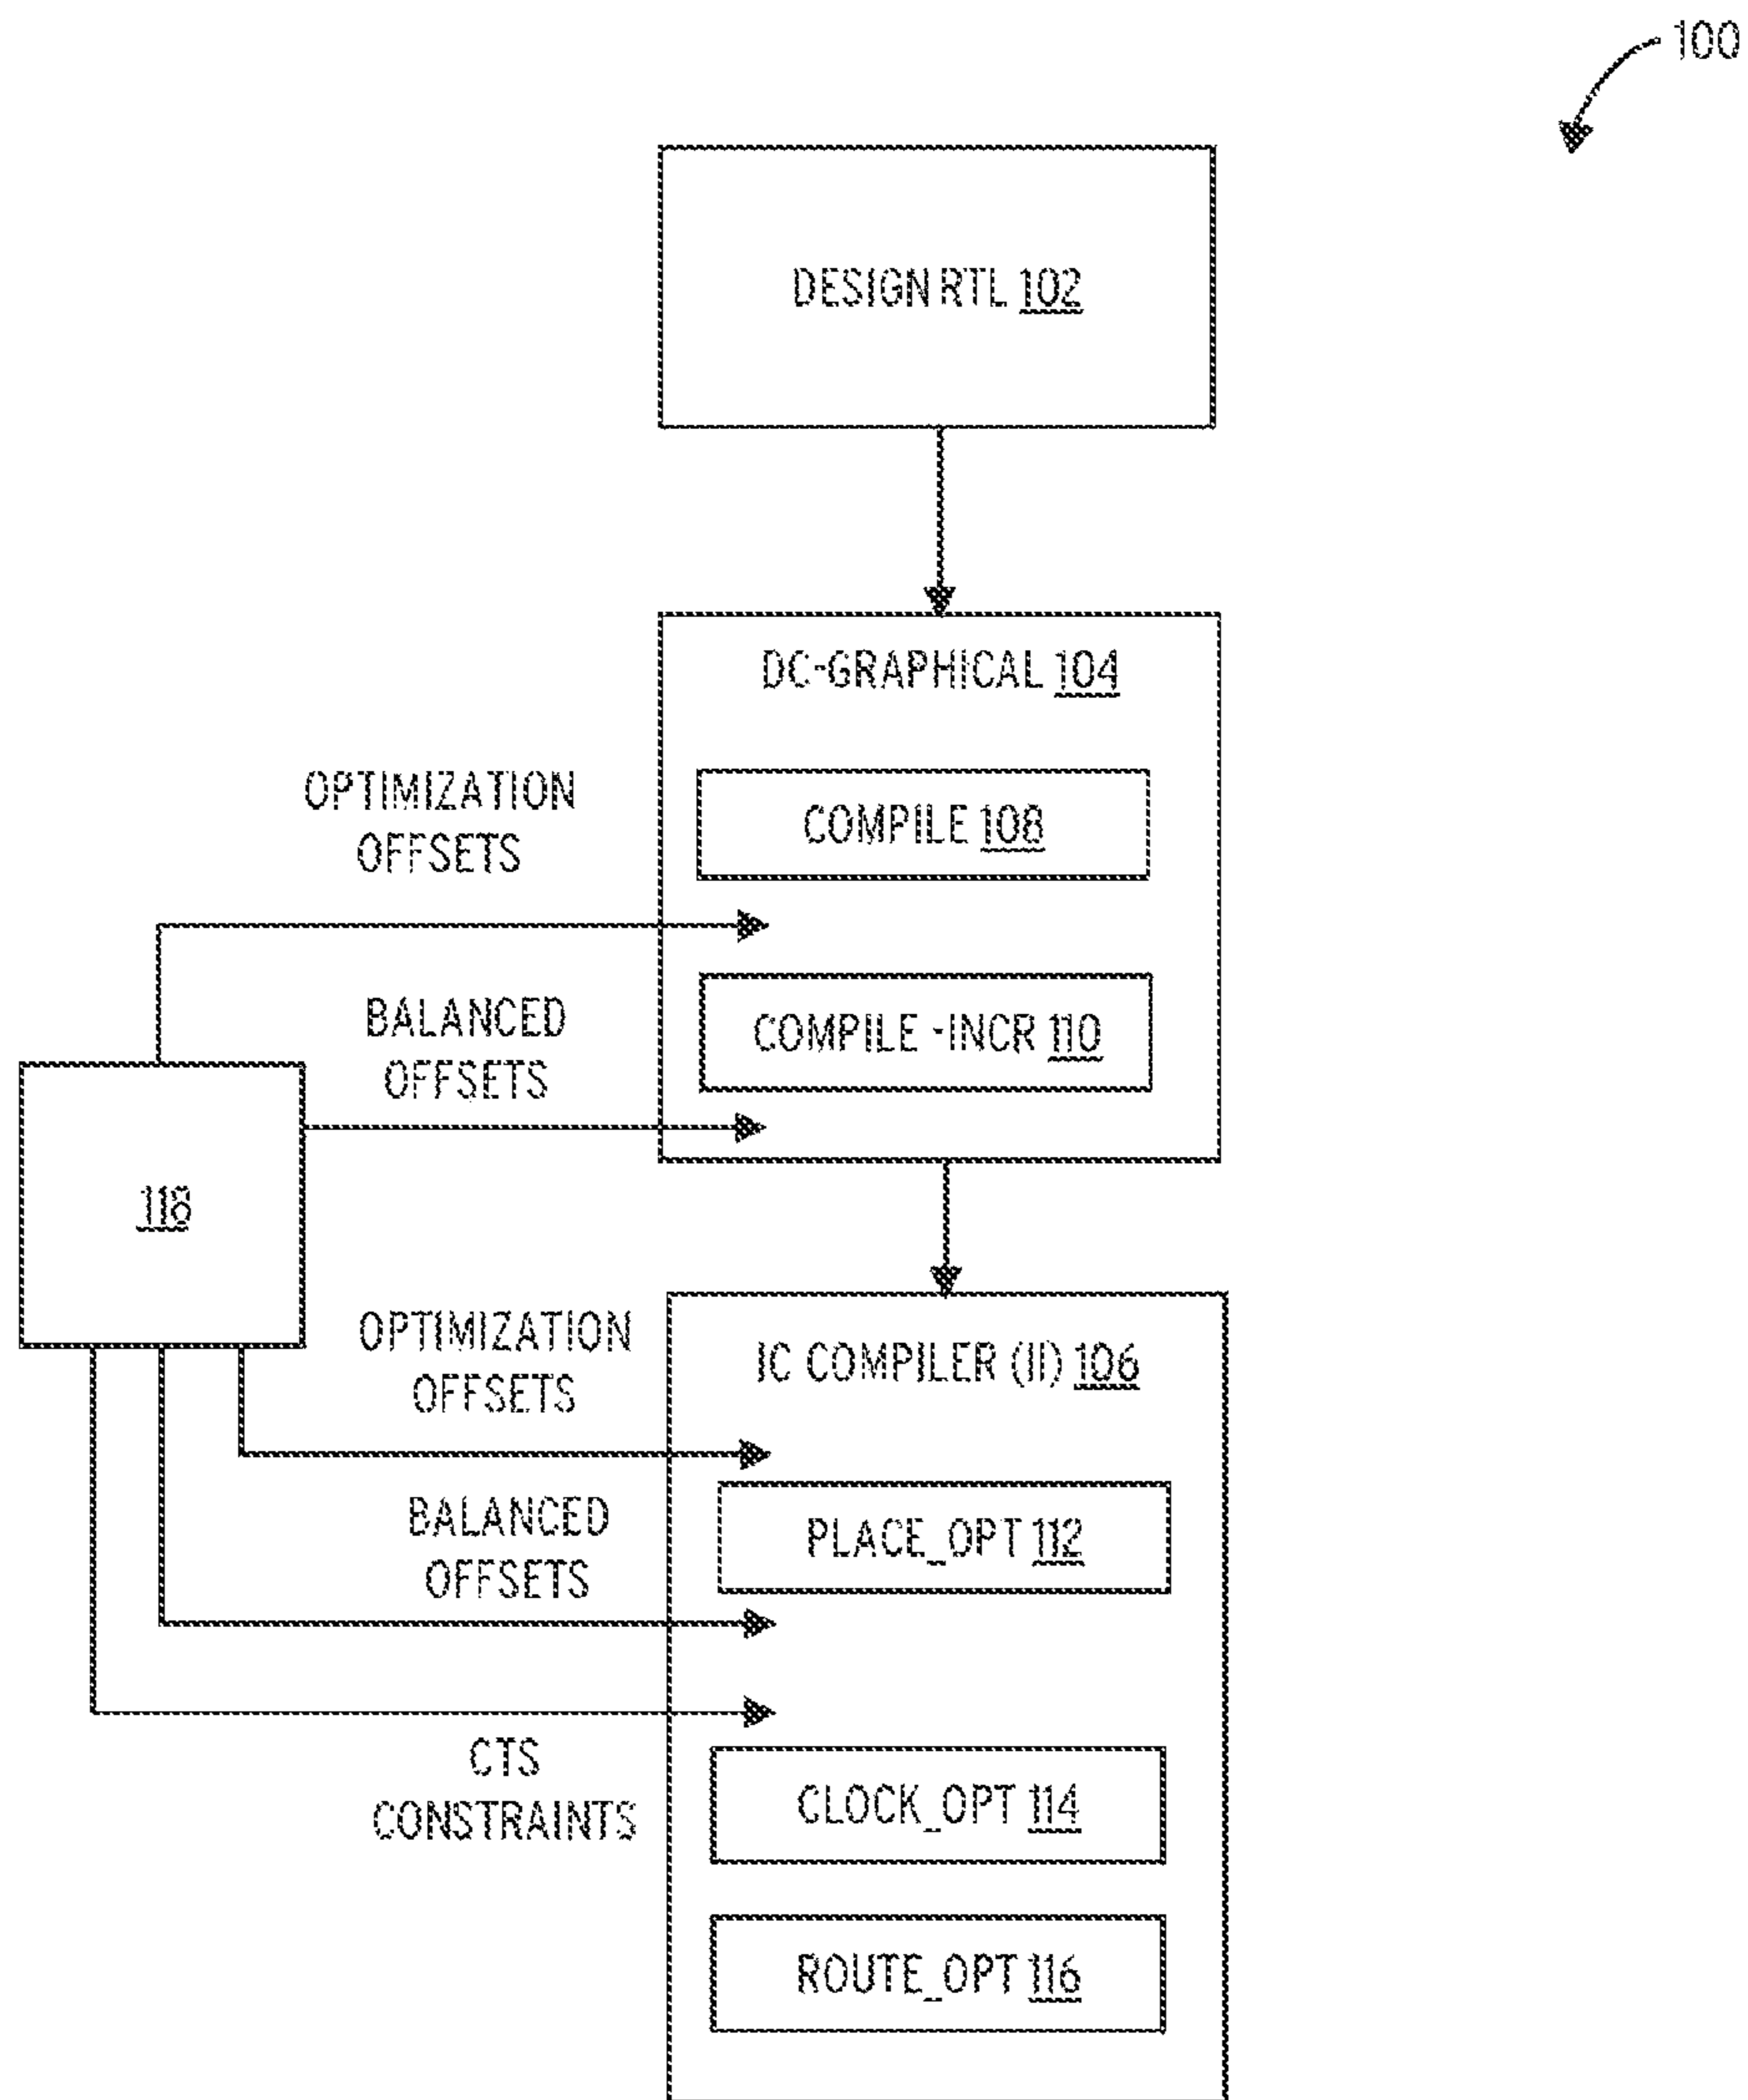 100
DESIGN RTL 102
DC-GRAPHICAL 104
OPTIMIZATION
OFFSETS
COMPILE 108
BALANCED
OFFSETS
COMPILE -INCR 110
118
OPTIMIZATION
OFFSETS
IC COMPILER (II) 106
BALANCED
OFFSETS
PLACE_OPT 112
CTS
CONSTRAINTS
CLOCK_OPT 114
ROUTE_OPT 116